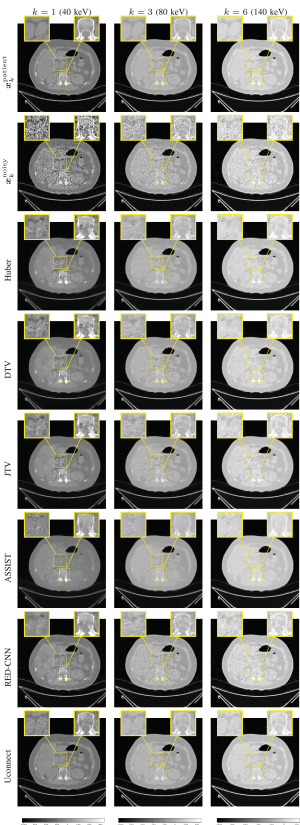 k = 1 (40 keV) k = 3 (80 keV) k = 6 (140 keV)
x_k^patient
x_k^noisy
Huber
DTV
JTV
ASSIST
RED-CNN
Uconnect